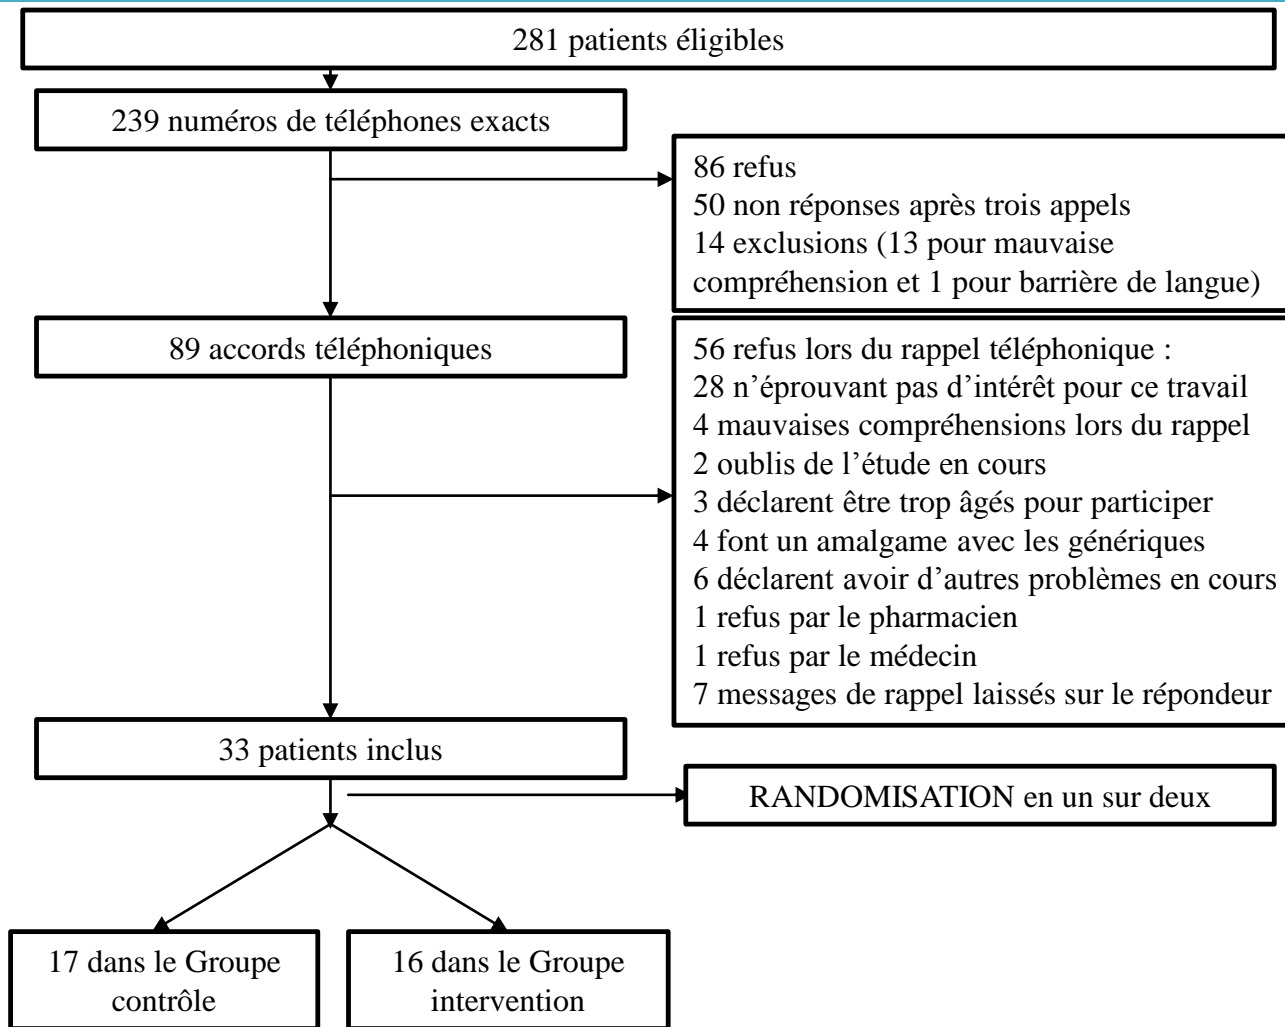 281 patients éligibles
239 numéros de téléphones exacts
86 refus
50 non réponses après trois appels
14 exclusions (13 pour mauvaise
compréhension et 1 pour barrière de langue)
89 accords téléphoniques
56 refus lors du rappel téléphonique :
28 n’éprouvant pas d’intérêt pour ce travail
4 mauvaises compréhensions lors du rappel
2 oublis de l’étude en cours
3 déclarent être trop âgés pour participer
4 font un amalgame avec les génériques
6 déclarent avoir d’autres problèmes en cours
1 refus par le pharmacien
1 refus par le médecin
7 messages de rappel laissés sur le répondeur
33 patients inclus
RANDOMISATION en un sur deux
17 dans le Groupe
contrôle
16 dans le Groupe
intervention